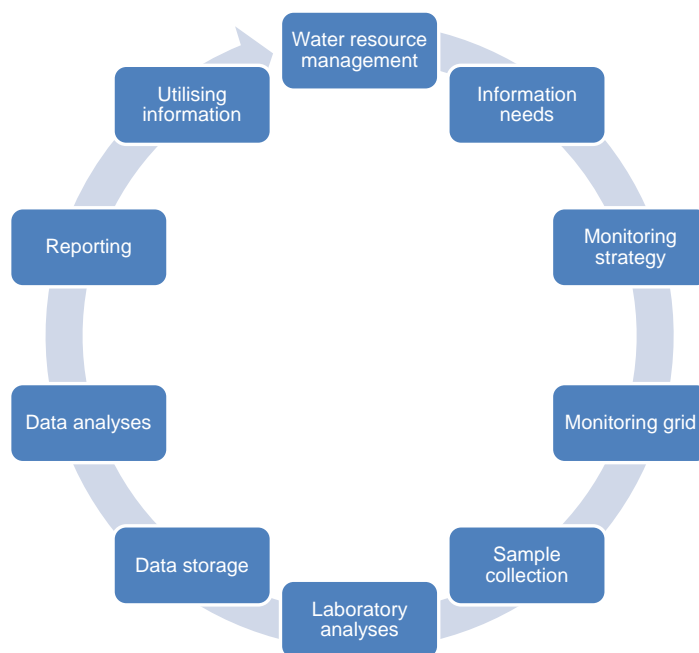 Water resource
management
Information
needs
Monitoring
strategy
Monitoring grid
Sample
collection
Laboratory
analyses
Data storage
Data analyses
Reporting
Utilising
information